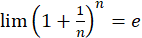 lim(1 + 1/n)^n = e